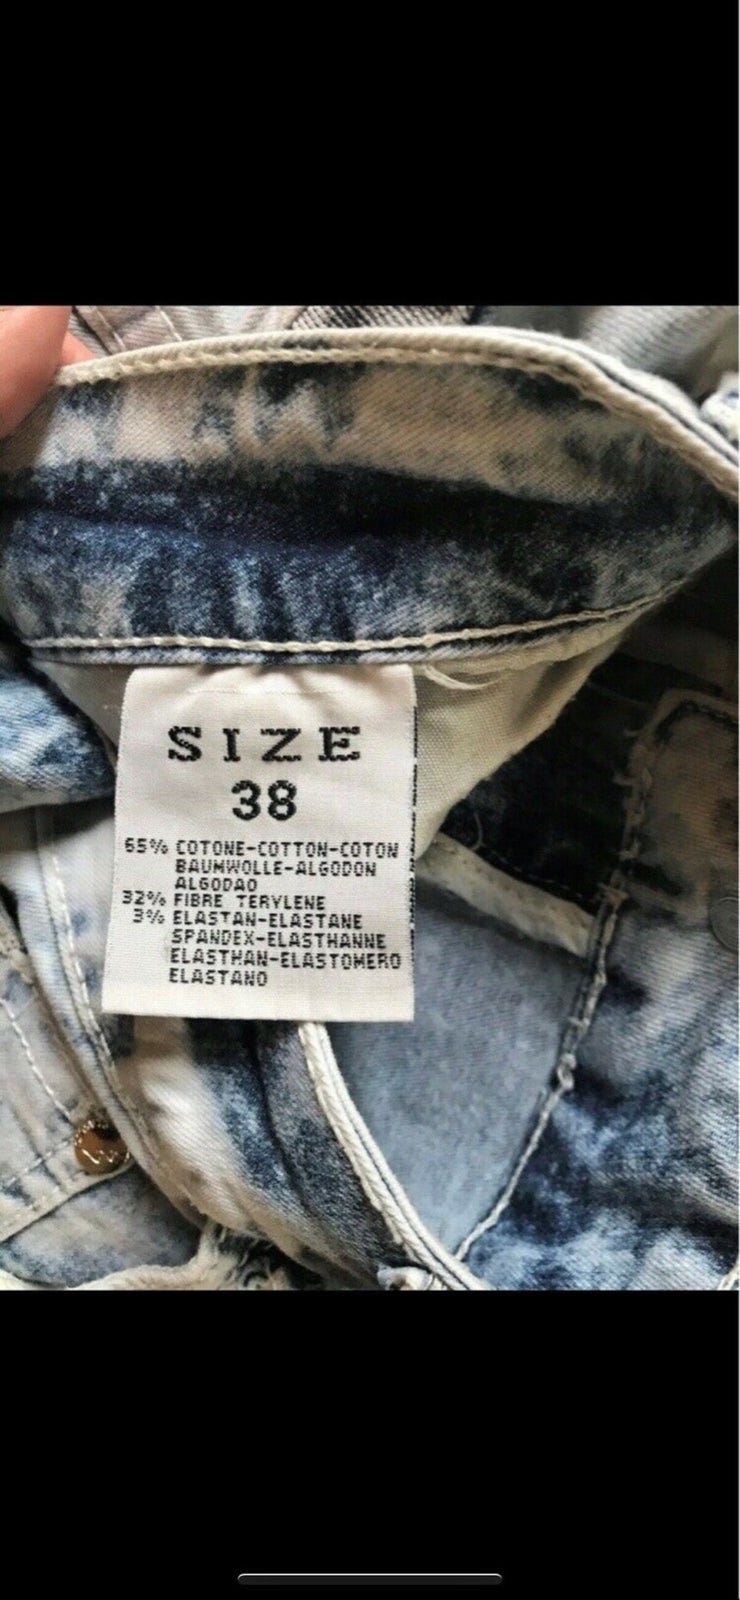 SIZE
38
65% COTONE-COTTON-COTON
BAUMWOLLE-ALGODON
ALGODAO
32% FIBRE TERYLENE
3% ELASTAN-ELASTANE
SPANDEX-ELASTHANNE
ELASTHAN-ELASTOMERO
ELASTANO